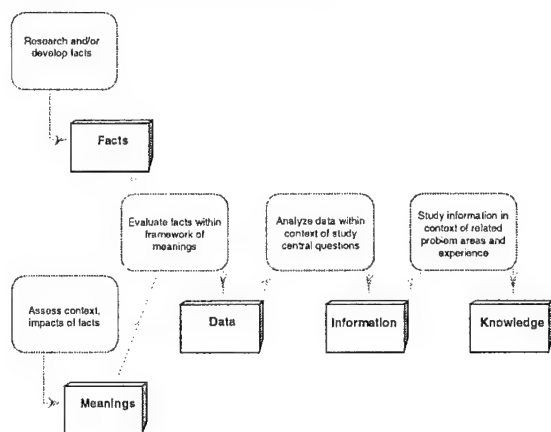 Research and/or
develop facts
Facts
Evaluate facts within
framework of
meanings
Analyze data within
context of study
central questions
Study information in
context of related
problem areas and
experience
Assess context,
impacts of facts
Data
Information
Knowledge
Meanings